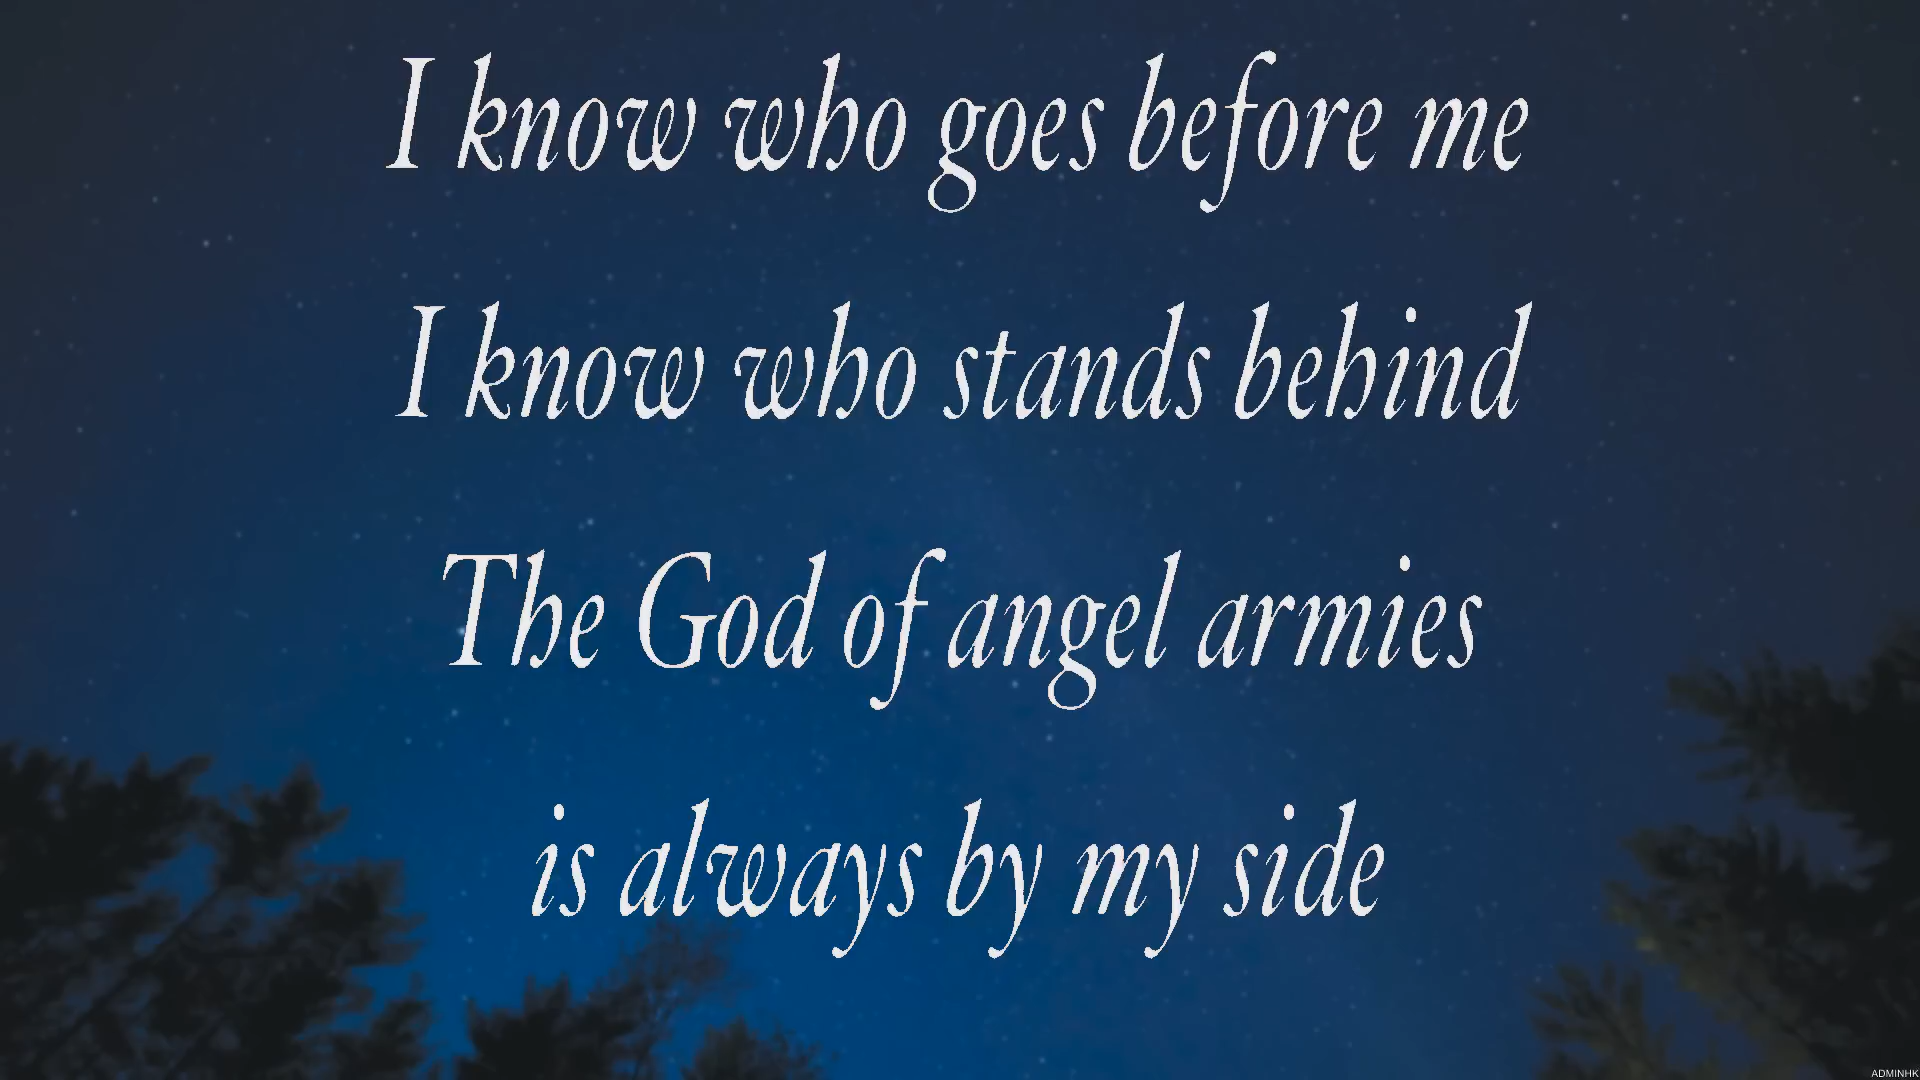 I know who goes before me
I know who stands behind
The God of angel armies
is always by my side
ADMINHK